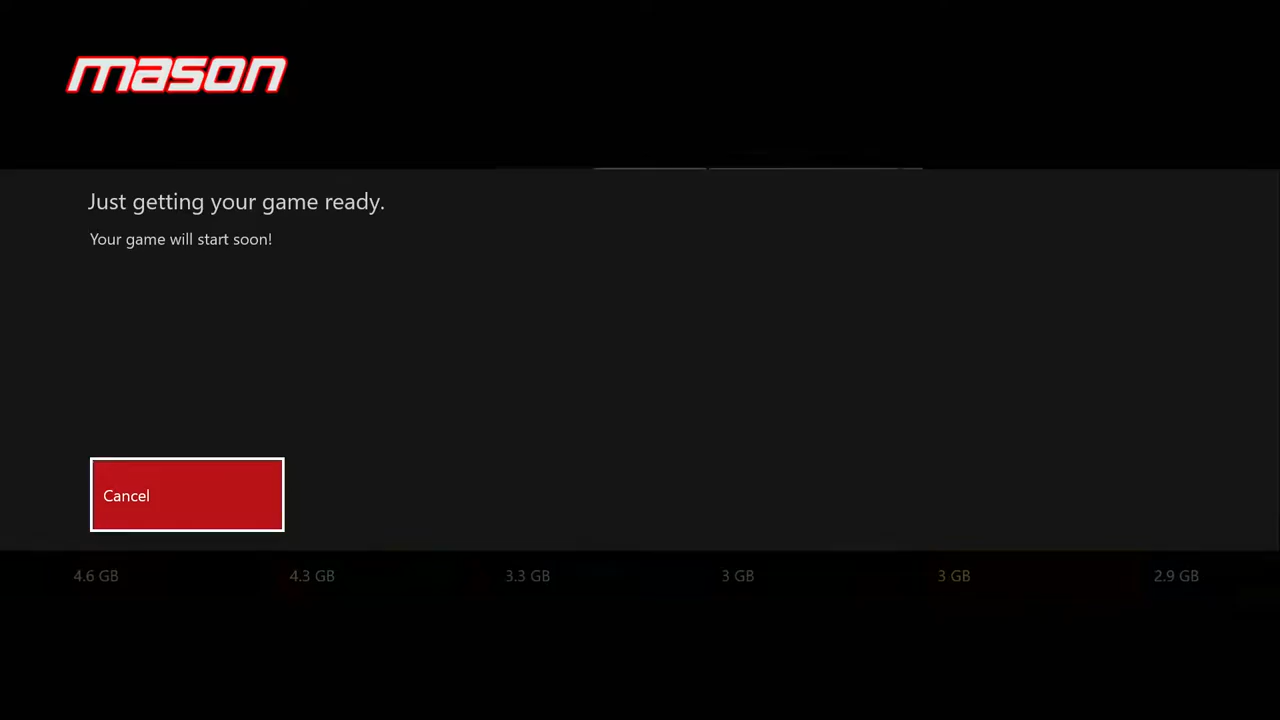 mason
Just getting your game ready.
Your game will start soon!
Cancel
4.6 GB 4.3 GB 3.3 GB 3 GB 3 GB 2.9 GB